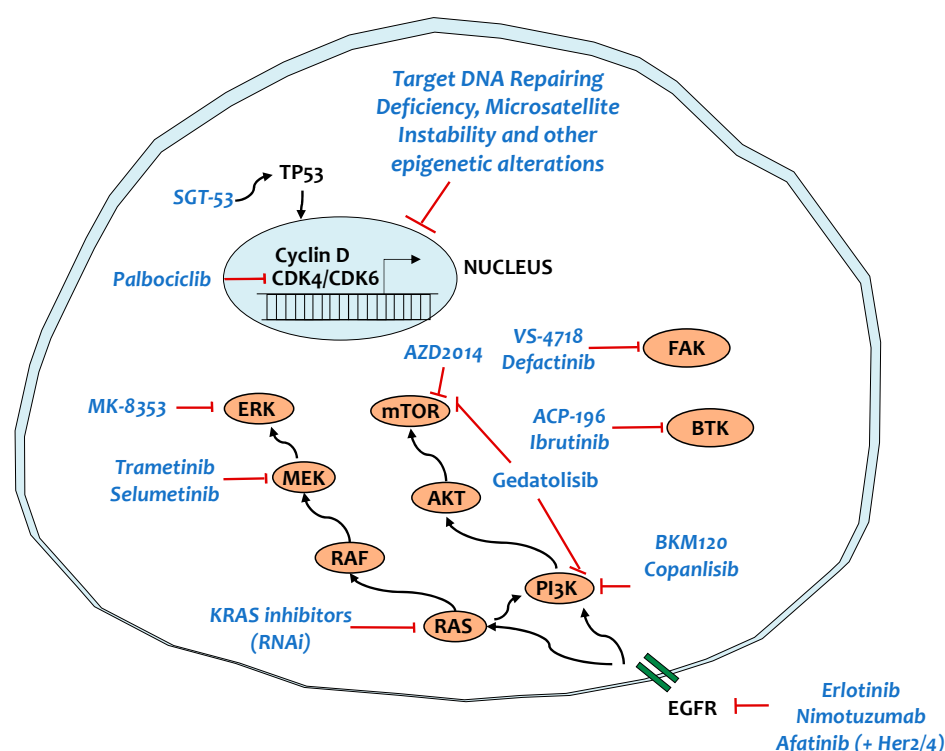 Target DNA Repairing
Deficiency, Microsatellite
Instability and other
epigenetic alterations
TP53
SGT-53
Cyclin D
CDK4/CDK6
NUCLEUS
Palbociclib
VS-4718
Defactinib
FAK
AZD2014
MK-8353
ERK
mTOR
ACP-196
Ibrutinib
BTK
Trametinib
Selumetinib
MEK
Gedatolisib
AKT
RAF
BKM120
Copanlisib
PI3K
KRAS inhibitors
(RNAi)
RAS
EGFR
Erlotinib
Nimotuzumab
Afatinib (+ Her2/4)